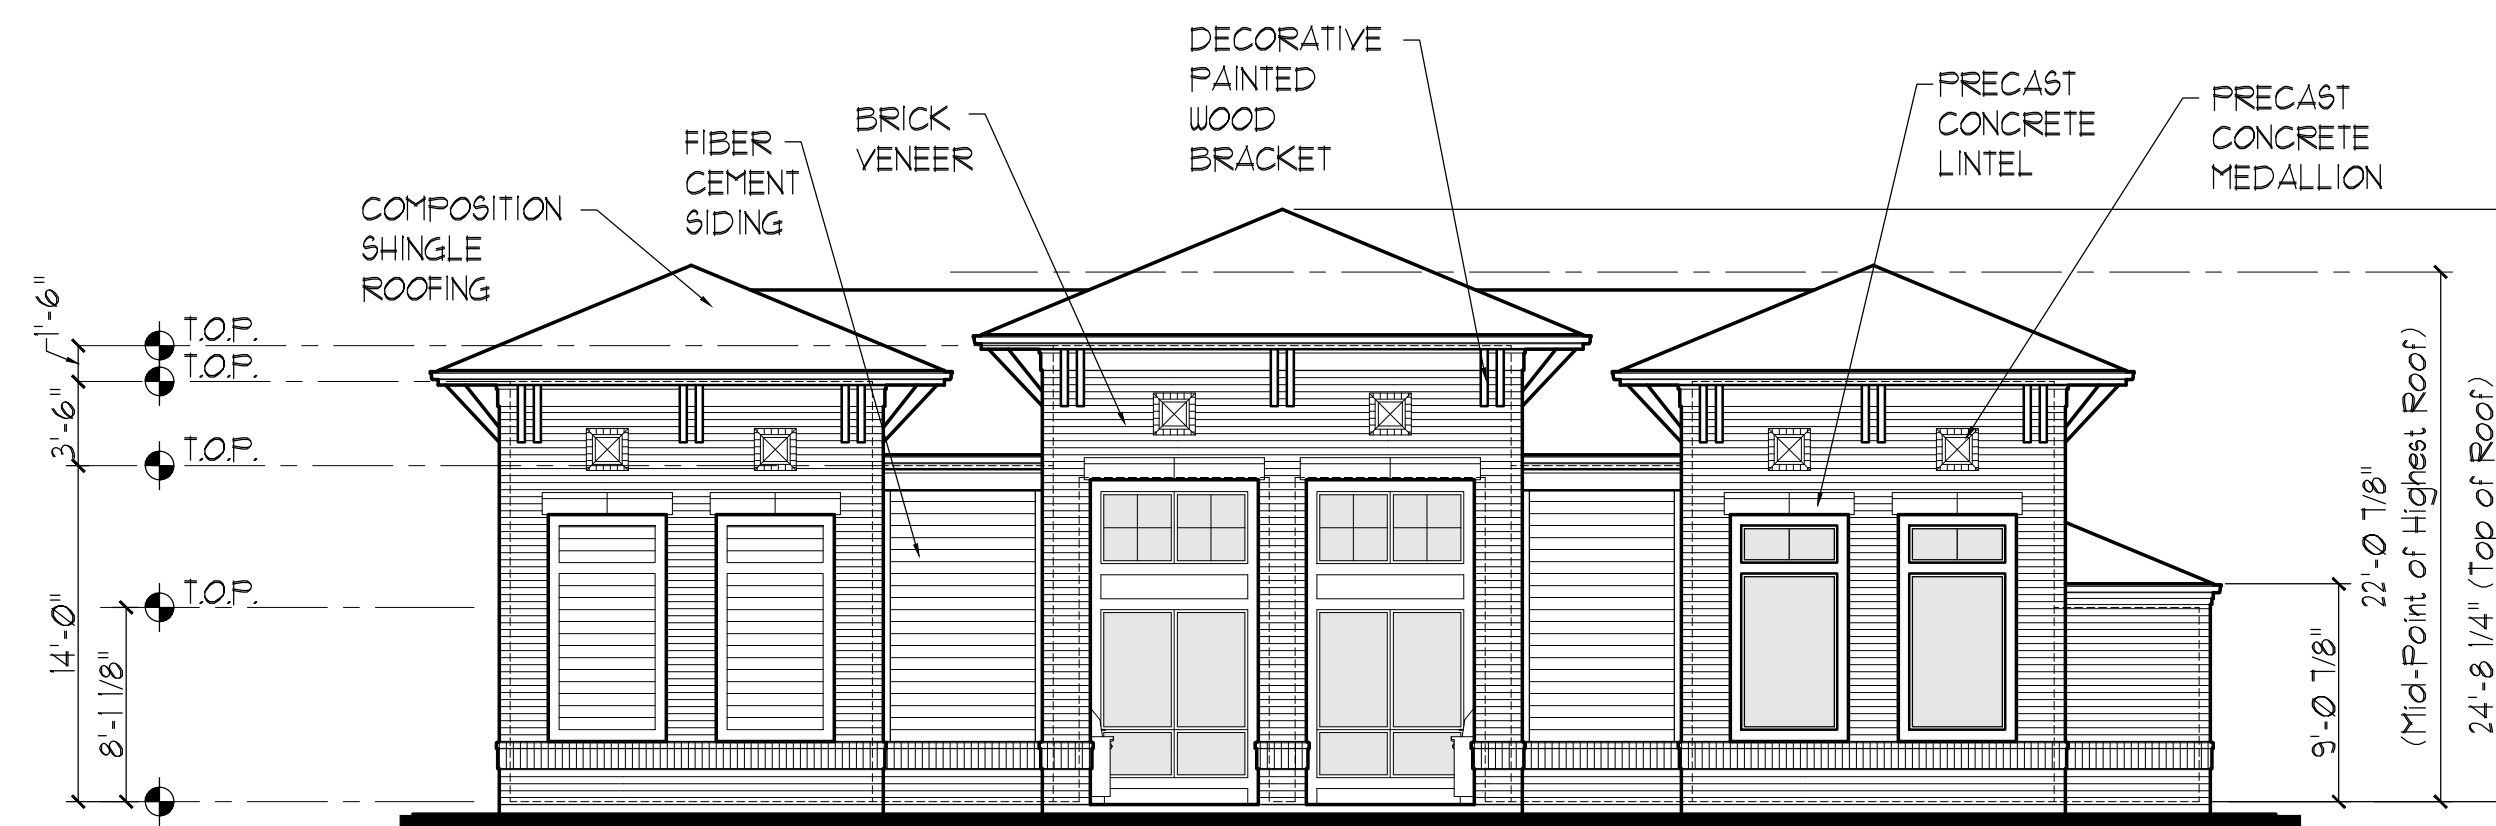 DECORATIVE
PAINTED
WOOD
BRACKET
PRECAST
CONCRETE
LINTEL
PRECAST
CONCRETE
MEDALLION
BRICK
VENEER
FIBER
CEMENT
SIDING
COMPOSITION
SHINGLE
ROOFING
1'-6"
T.O.P.
T.O.P.
3'-6"
T.O.P.
14'-0"
T.O.P.
8'-1 1/8"
9'-0 7/8"
22'-0 7/8"
(Mid-Point of Highest Roof)
24'-8 1/4" (Top of Roof)